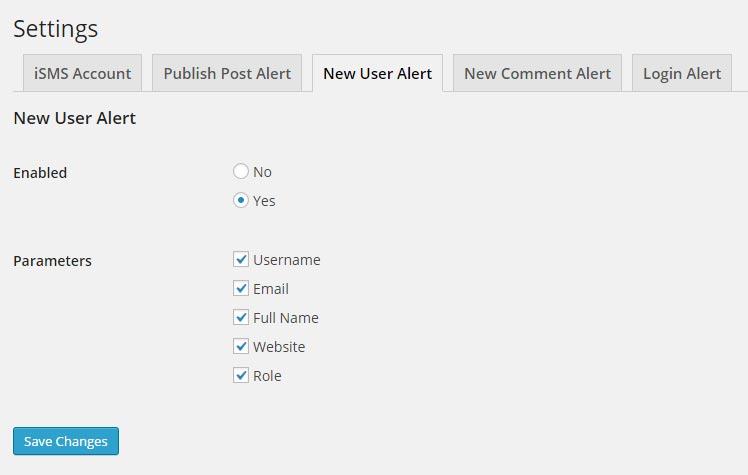 Settings
iSMS Account Publish Post Alert New User Alert New Comment Alert Login Alert
New User Alert
Enabled No
Yes
Parameters Username
Email
Full Name
Website
Role
Save Changes